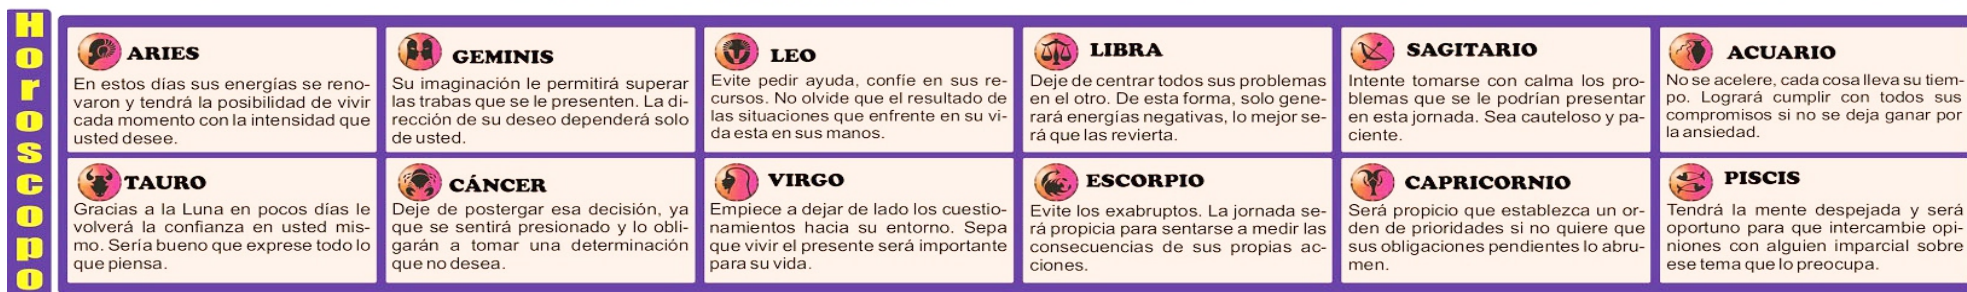 Horoscopo
ARIES
En estos días sus energías se reno-
varon y tendrá la posibilidad de vivir
cada momento con la intensidad que
usted desee.
GEMINIS
Su imaginación le permitirá superar
las trabas que se le presenten. La di-
rección de su deseo dependerá solo
de usted.
LEO
Evite pedir ayuda, confíe en sus re-
cursos. No olvide que el resultado de
las situaciones que enfrente en su vi-
da esta en sus manos.
LIBRA
Deje de centrar todos sus problemas
en el otro. De esta forma, solo gene-
rará energías negativas, lo mejor se-
rá que las revierta.
SAGITARIO
Intente tomarse con calma los pro-
blemas que se le podrían presentar
en esta jornada. Sea cauteloso y pa-
ciente.
ACUARIO
No se acelere, cada cosa lleva su tiem-
po. Logrará cumplir con todos sus
compromisos si no se deja ganar por
la ansiedad.
TAURO
Gracias a la Luna en pocos días le
volverá la confianza en usted mis-
mo. Sería bueno que exprese todo lo
que piensa.
CÁNCER
Deje de postergar esa decisión, ya
que se sentirá presionado y lo obli-
garán a tomar una determinación
que no desea.
VIRGO
Empiece a dejar de lado los cuestio-
namientos hacia su entorno. Sepa
que vivir el presente será importante
para su vida.
ESCORPIO
Evite los exabruptos. La jornada se-
rá propicia para sentarse a medir las
consecuencias de sus propias ac-
ciones.
CAPRICORNIO
Será propicio que establezca un or-
den de prioridades si no quiere que
sus obligaciones pendientes lo abru-
men.
PISCIS
Tendrá la mente despejada y será
oportuno para que intercambie opi-
niones con alguien imparcial sobre
ese tema que lo preocupa.